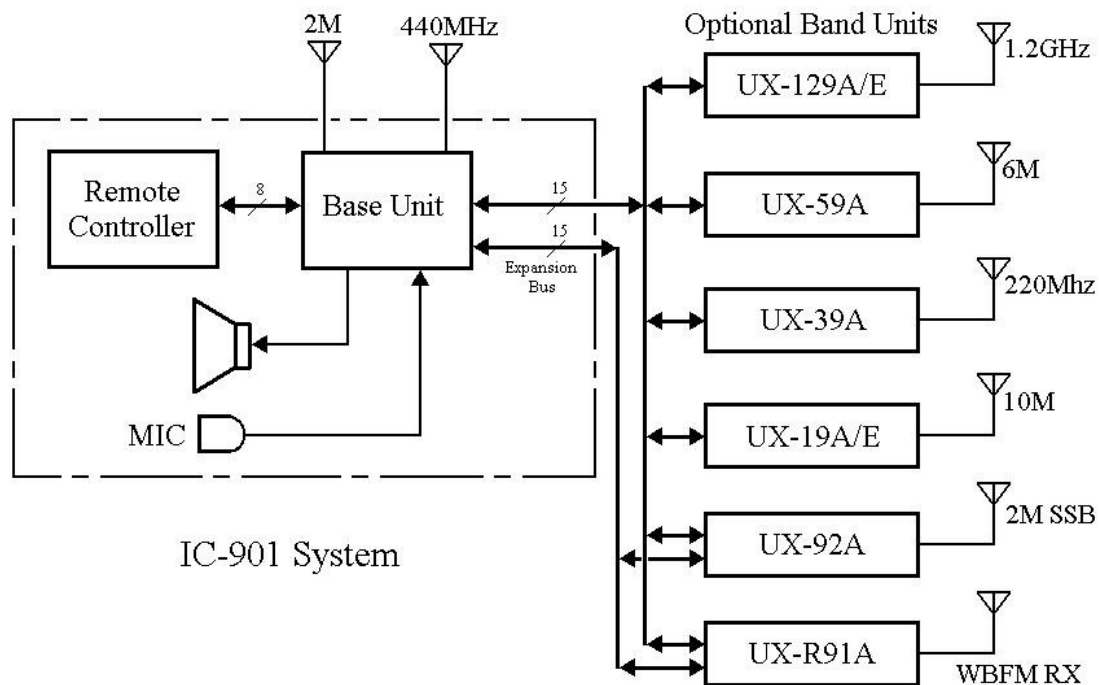 2M
440MHz
Optional Band Units
1.2GHz
UX-129A/E
Remote
Controller
8
Base Unit
15
15
Expansion
Bus
6M
UX-59A
220Mhz
UX-39A
MIC
10M
UX-19A/E
IC-901 System
2M SSB
UX-92A
UX-R91A
WBFM RX